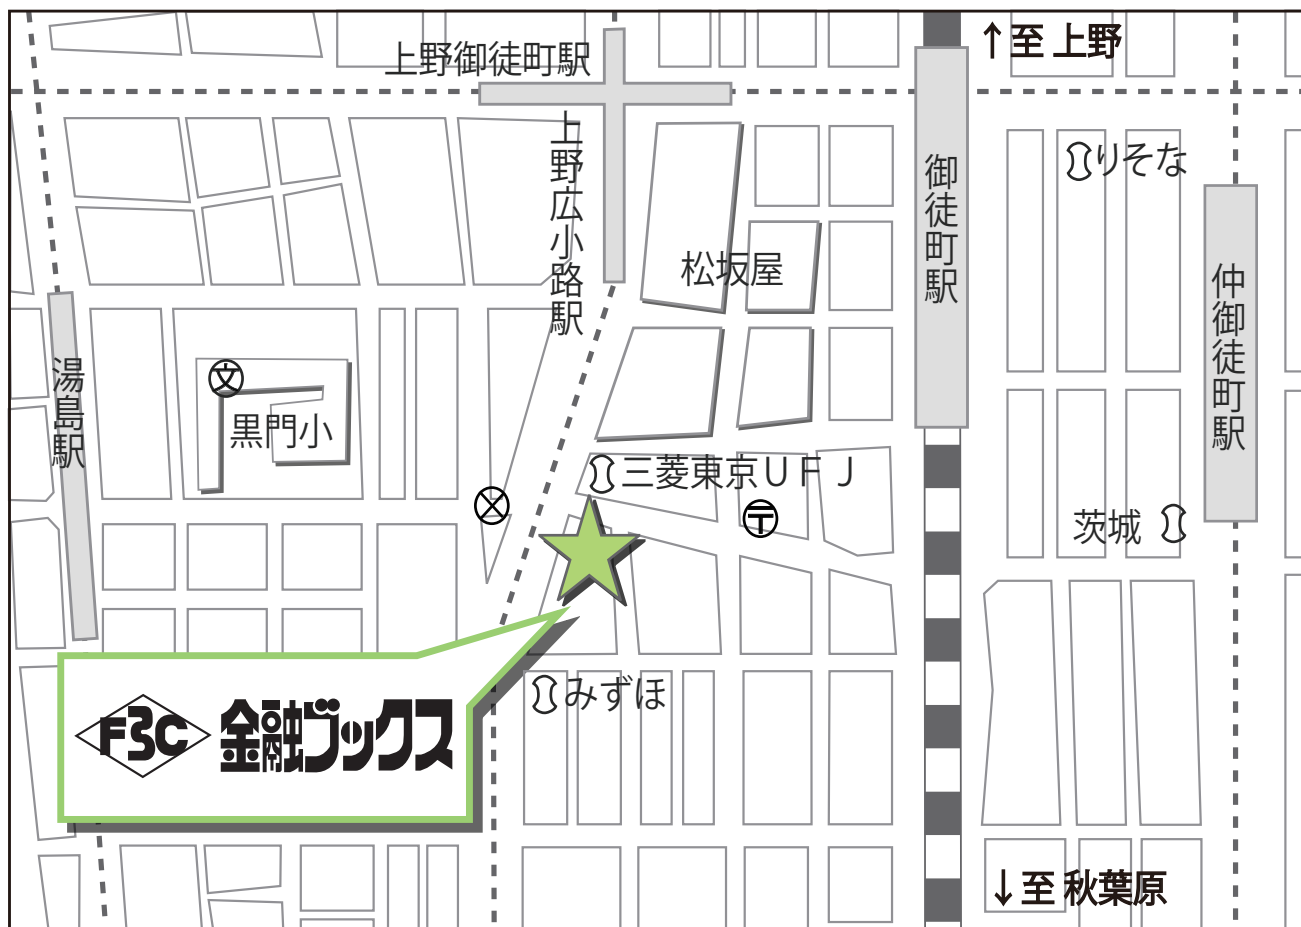 ↑至 上野
上野御徒町駅
上野広小路駅
御徒町駅
りそな
松坂屋
仲御徒町駅
湯島駅
文
黒門小
三菱東京UFJ
〒
茨城
みずほ
FBC 金融ブックス
↓至 秋葉原